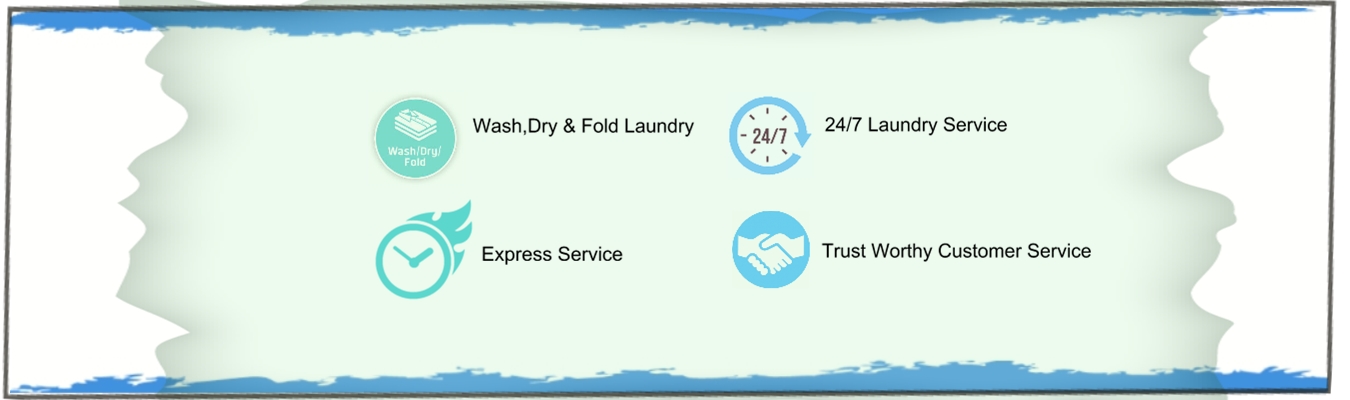 Wash,Dry & Fold Laundry
Wash/Dry/
Fold
24/7 Laundry Service
24/7
Express Service
Trust Worthy Customer Service